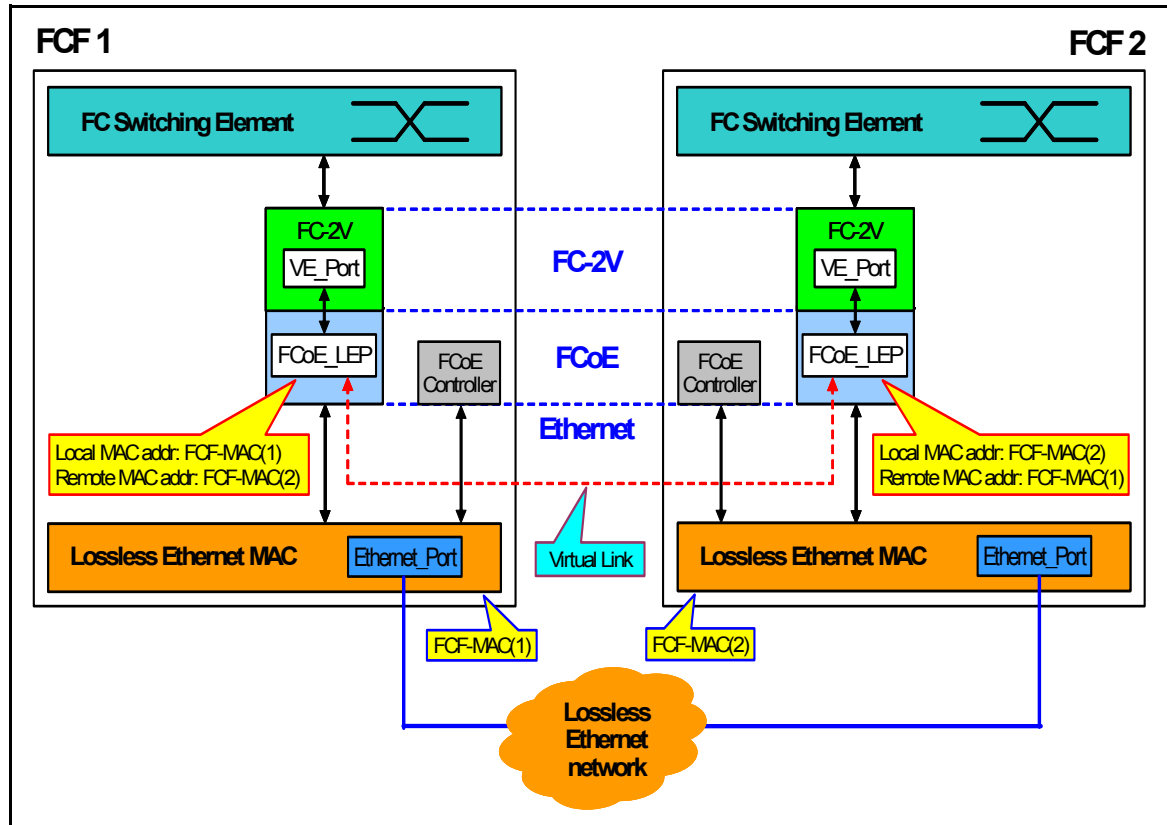 FCF 1
FCF 2
FC Switching Element
FC Switching Element
FC-2V
VE_Port
FC-2V
FC-2V
VE_Port
FCoE_LEP
FCoE
Controller
FCoE
FCoE
Controller
FCoE_LEP
Ethernet
Local MAC addr: FCF-MAC(1)
Remote MAC addr: FCF-MAC(2)
Local MAC addr: FCF-MAC(2)
Remote MAC addr: FCF-MAC(1)
Lossless Ethernet MAC
Ethernet_Port
Virtual Link
Lossless Ethernet MAC
Ethernet_Port
FCF-MAC(1)
FCF-MAC(2)
Lossless
Ethernet
network